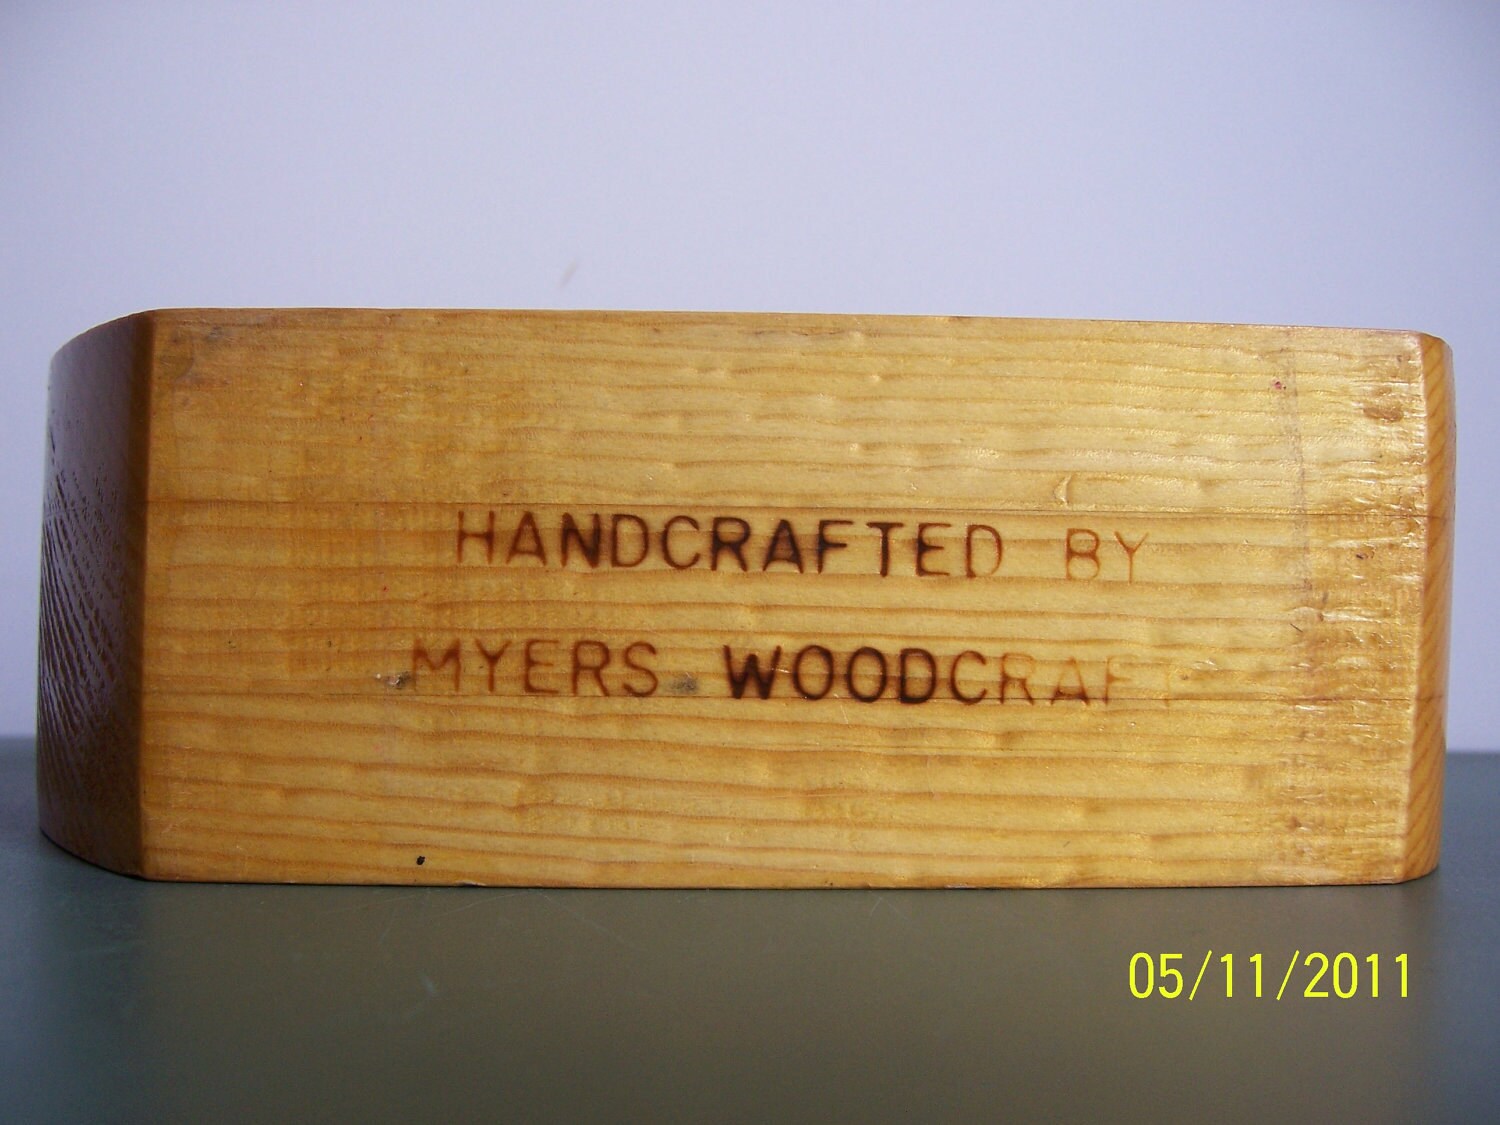 HANDCRAFTED BY
MYERS WOODCRAFT
05/11/2011